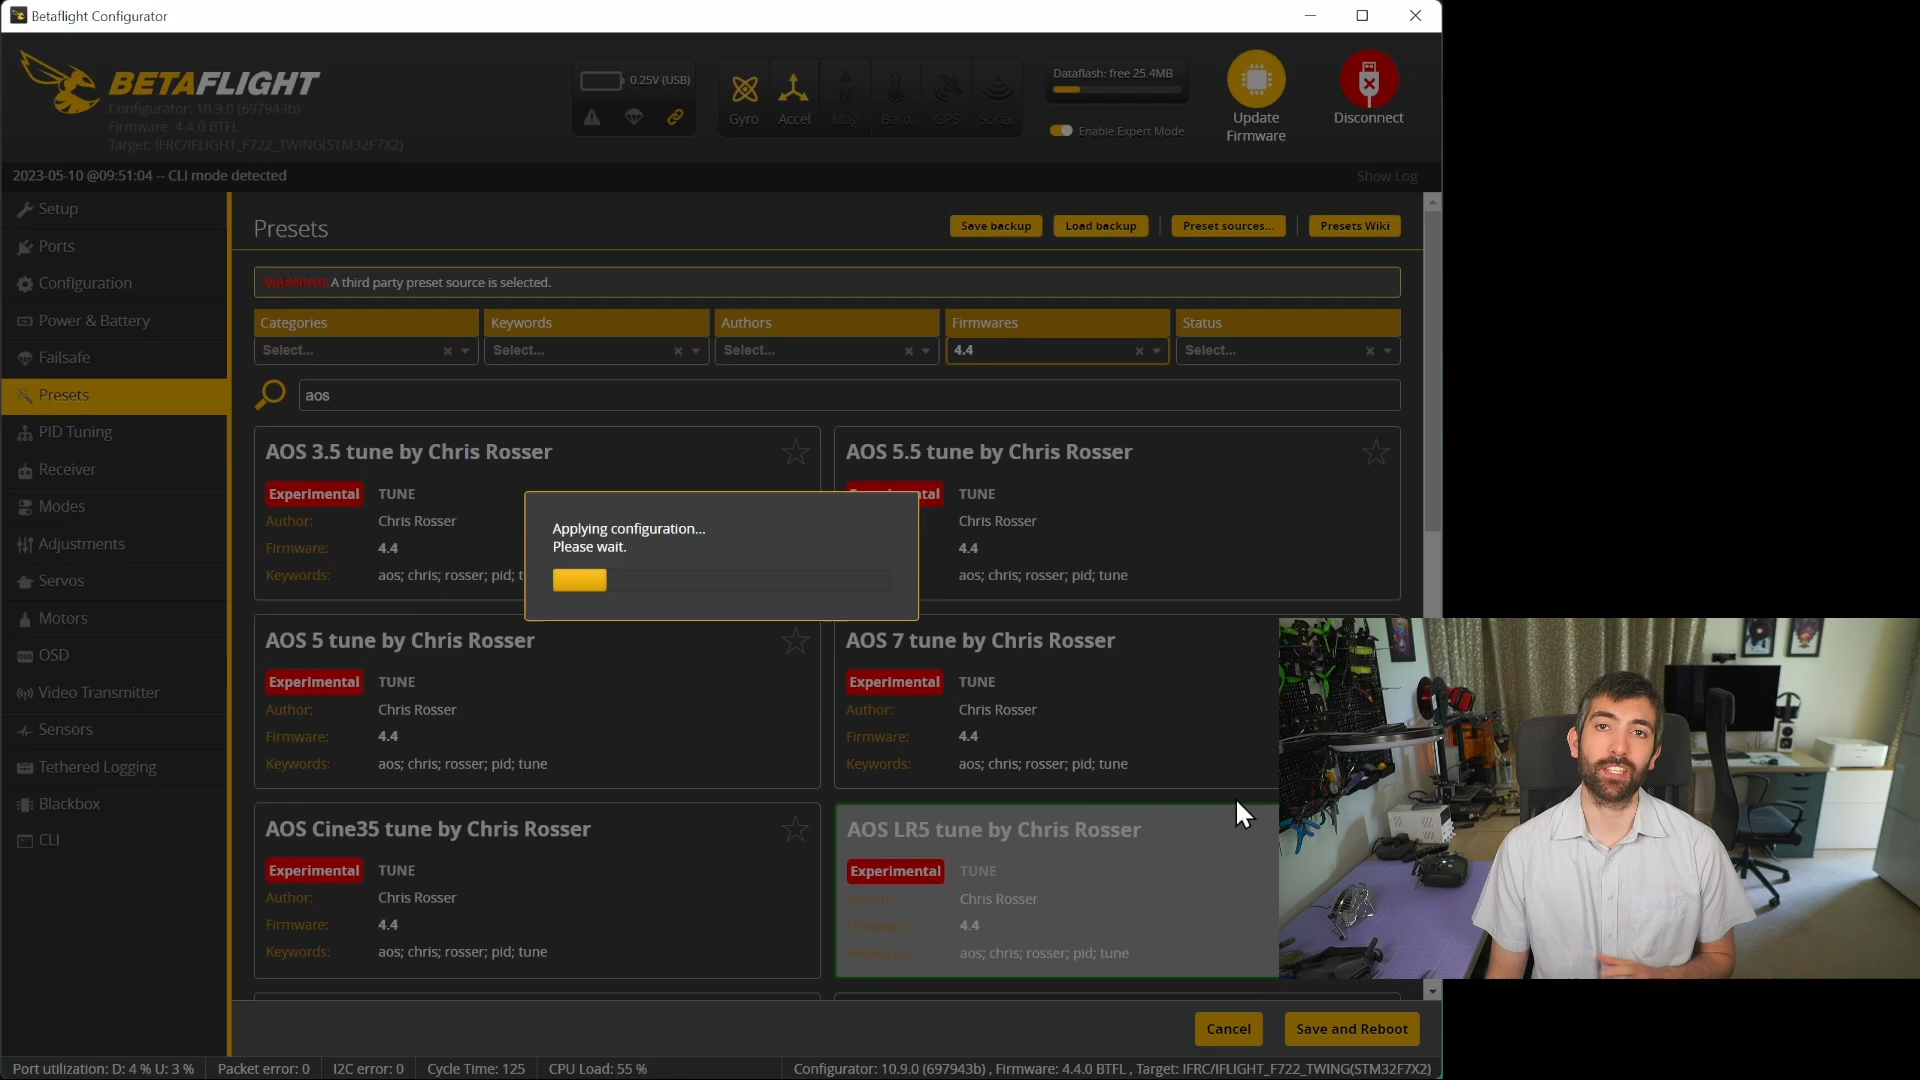 Betaflight Configurator
BETAFLIGHT
Configurator: 10.9.0 (697943b)
Firmware: 4.4.0 BTFL
Target: IFRC/IFLIGHT_F722_TWING(STM32F7X2)
0.25V (USB)
Gyro
Accel
Mag
Baro
GPS
Sonar
Dataflash: free 25.4MB
Enable Expert Mode
Update
Firmware
Disconnect
2023-05-10 @09:51:04 -- CLI mode detected
Show Log
Setup
Ports
Configuration
Power & Battery
Failsafe
Presets
PID Tuning
Receiver
Modes
Adjustments
Servos
Motors
OSD
Video Transmitter
Sensors
Tethered Logging
Blackbox
CLI
Presets
Save backup
Load backup
Preset sources...
Presets Wiki
WARNING! A third party preset source is selected.
Categories
Keywords
Authors
Firmwares
Status
Select...
Select...
Select...
4.4
Select...
aos
AOS 3.5 tune by Chris Rosser
Experimental TUNE
Author: Chris Rosser
Firmware: 4.4
Keywords: aos; chris; rosser; pid; t
AOS 5.5 tune by Chris Rosser
tal TUNE
Chris Rosser
4.4
aos; chris; rosser; pid; tune
Applying configuration...
Please wait.
AOS 5 tune by Chris Rosser
Experimental TUNE
Author: Chris Rosser
Firmware: 4.4
Keywords: aos; chris; rosser; pid; tune
AOS 7 tune by Chris Rosser
Experimental TUNE
Author: Chris Rosser
Firmware: 4.4
Keywords: aos; chris; rosser; pid; tune
AOS Cine35 tune by Chris Rosser
Experimental TUNE
Author: Chris Rosser
Firmware: 4.4
Keywords: aos; chris; rosser; pid; tune
AOS LR5 tune by Chris Rosser
Experimental TUNE
Author: Chris Rosser
Firmware: 4.4
Keywords: aos; chris; rosser; pid; tune
Cancel
Save and Reboot
Port utilization: D: 4 % U: 3 %
Packet error: 0
I2C error: 0
Cycle Time: 125
CPU Load: 55 %
Configurator: 10.9.0 (697943b) , Firmware: 4.4.0 BTFL , Target: IFRC/IFLIGHT_F722_TWING(STM32F7X2)